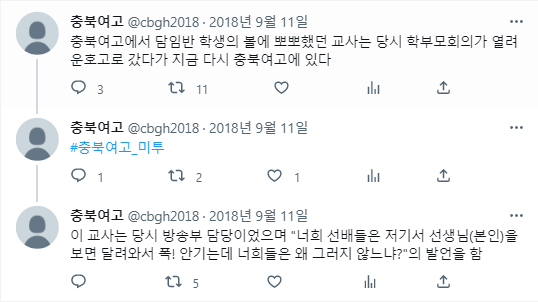 충북여고 @cbgh2018 · 2018년 9월 11일
충북여고에서 담임반 학생의 볼에 뽀뽀했던 교사는 당시 학부모회의가 열려
운호고로 갔다가 지금 다시 충북여고에 있다
3 11
충북여고 @cbgh2018 · 2018년 9월 11일
#충북여고_미투
1 2 1
충북여고 @cbgh2018 · 2018년 9월 11일
이 교사는 당시 방송부 담당이었으며 "너희 선배들은 저기서 선생님(본인)을
보면 달려와서 폭! 안기는데 너희들은 왜 그러지 않느냐?"의 발언을 함
5